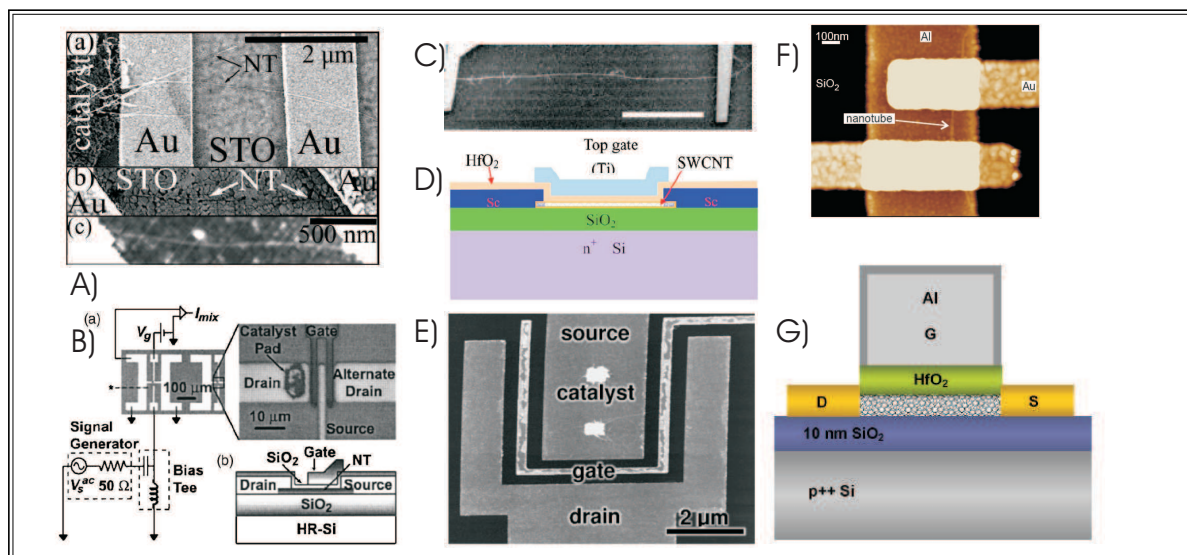 (a)
catalyst
NT
2 µm
Au
STO
Au
(b)
STO
NT
Au
Au
(c)
500 nm
A)
B)
(a)
Vg
Imix
*
100 µm
Catalyst
Pad
Gate
Drain
Alternate
Drain
10 µm
Source
Signal
Generator
Vsac 50 Ω
Bias
Tee
(b)
SiO2
Gate
NT
Drain
Source
SiO2
HR-Si
C)
D)
Top gate
(Ti)
HfO2
SWCNT
Sc
Sc
SiO2
n+ Si
E)
source
catalyst
gate
drain
2 µm
F)
100nm
Al
SiO2
Au
nanotube
G)
Al
G
HfO2
D
S
10 nm SiO2
p++ Si